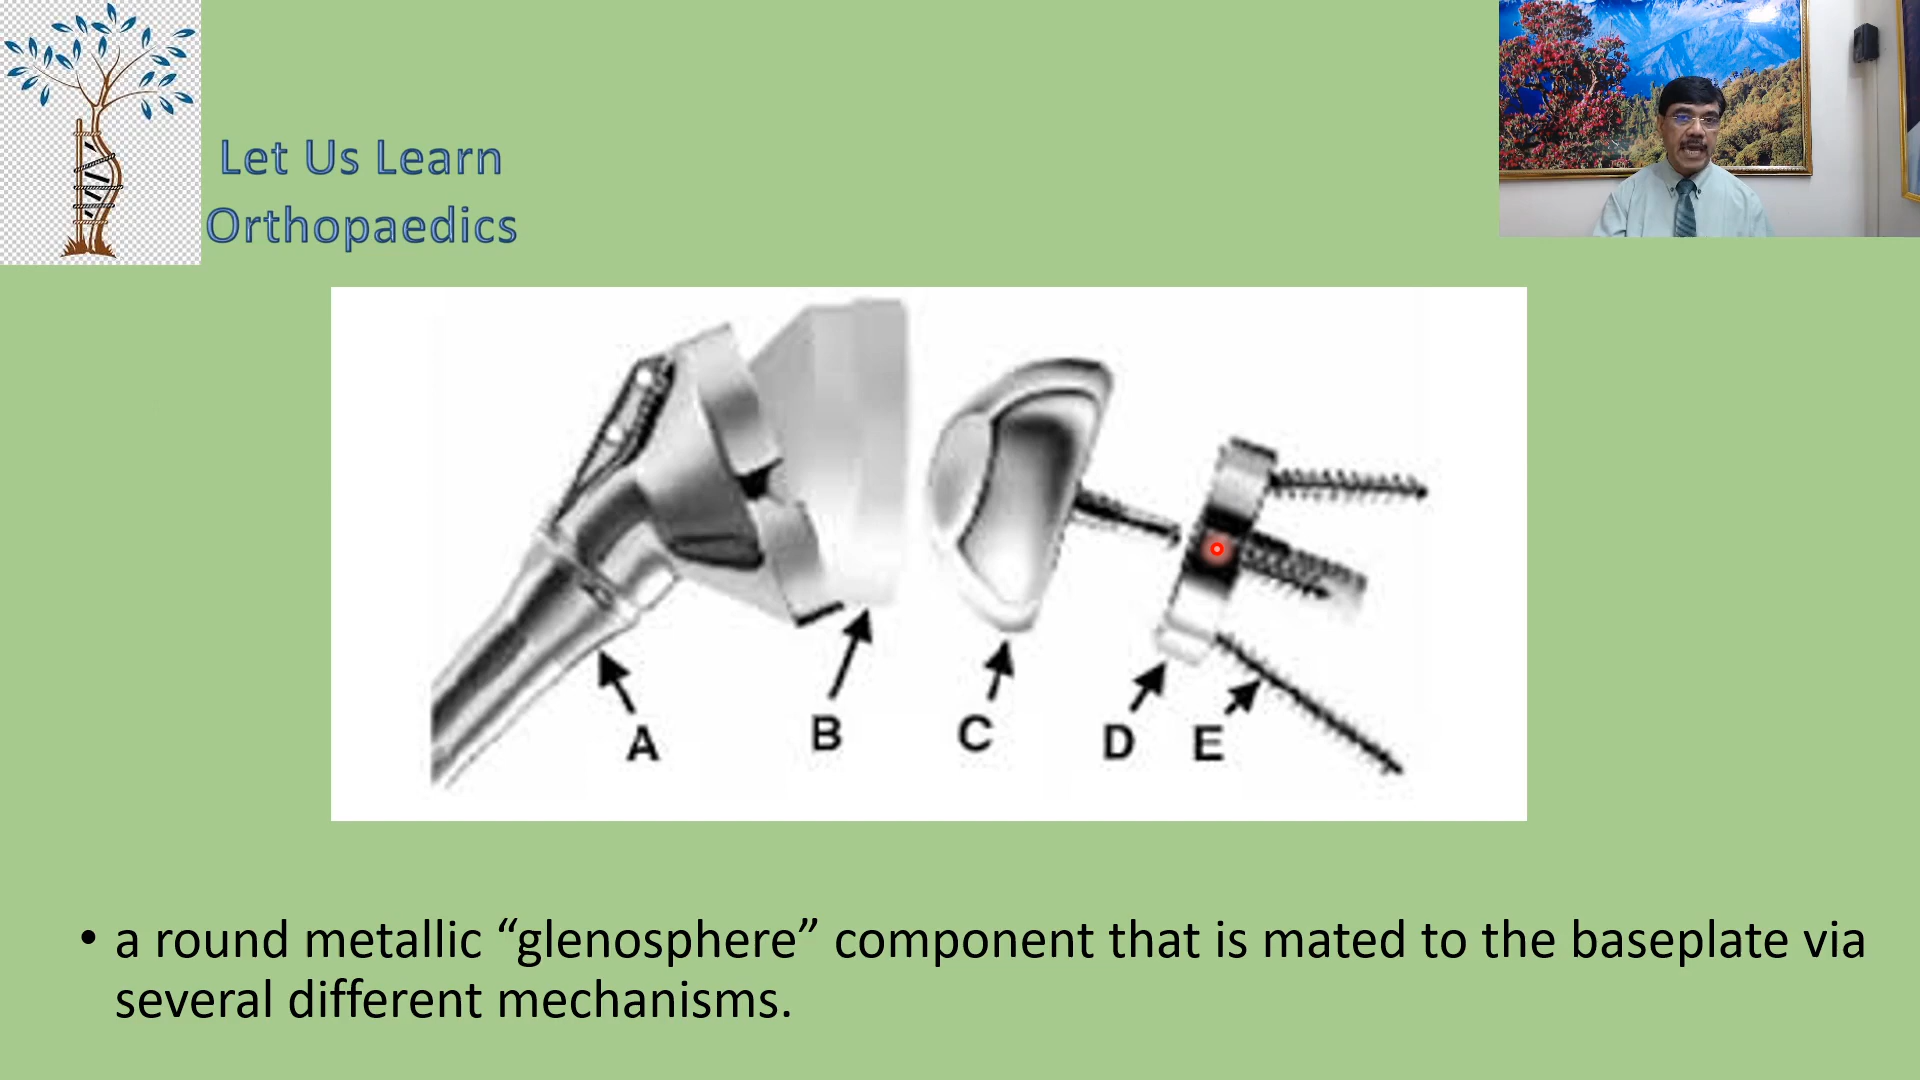 Let Us Learn
Orthopaedics
A
B
C
D
E
• a round metallic “glenosphere” component that is mated to the baseplate via
several different mechanisms.